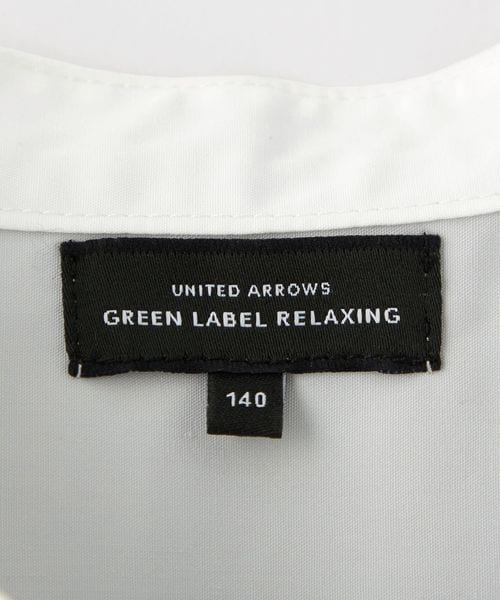 UNITED ARROWS
GREEN LABEL RELAXING
140